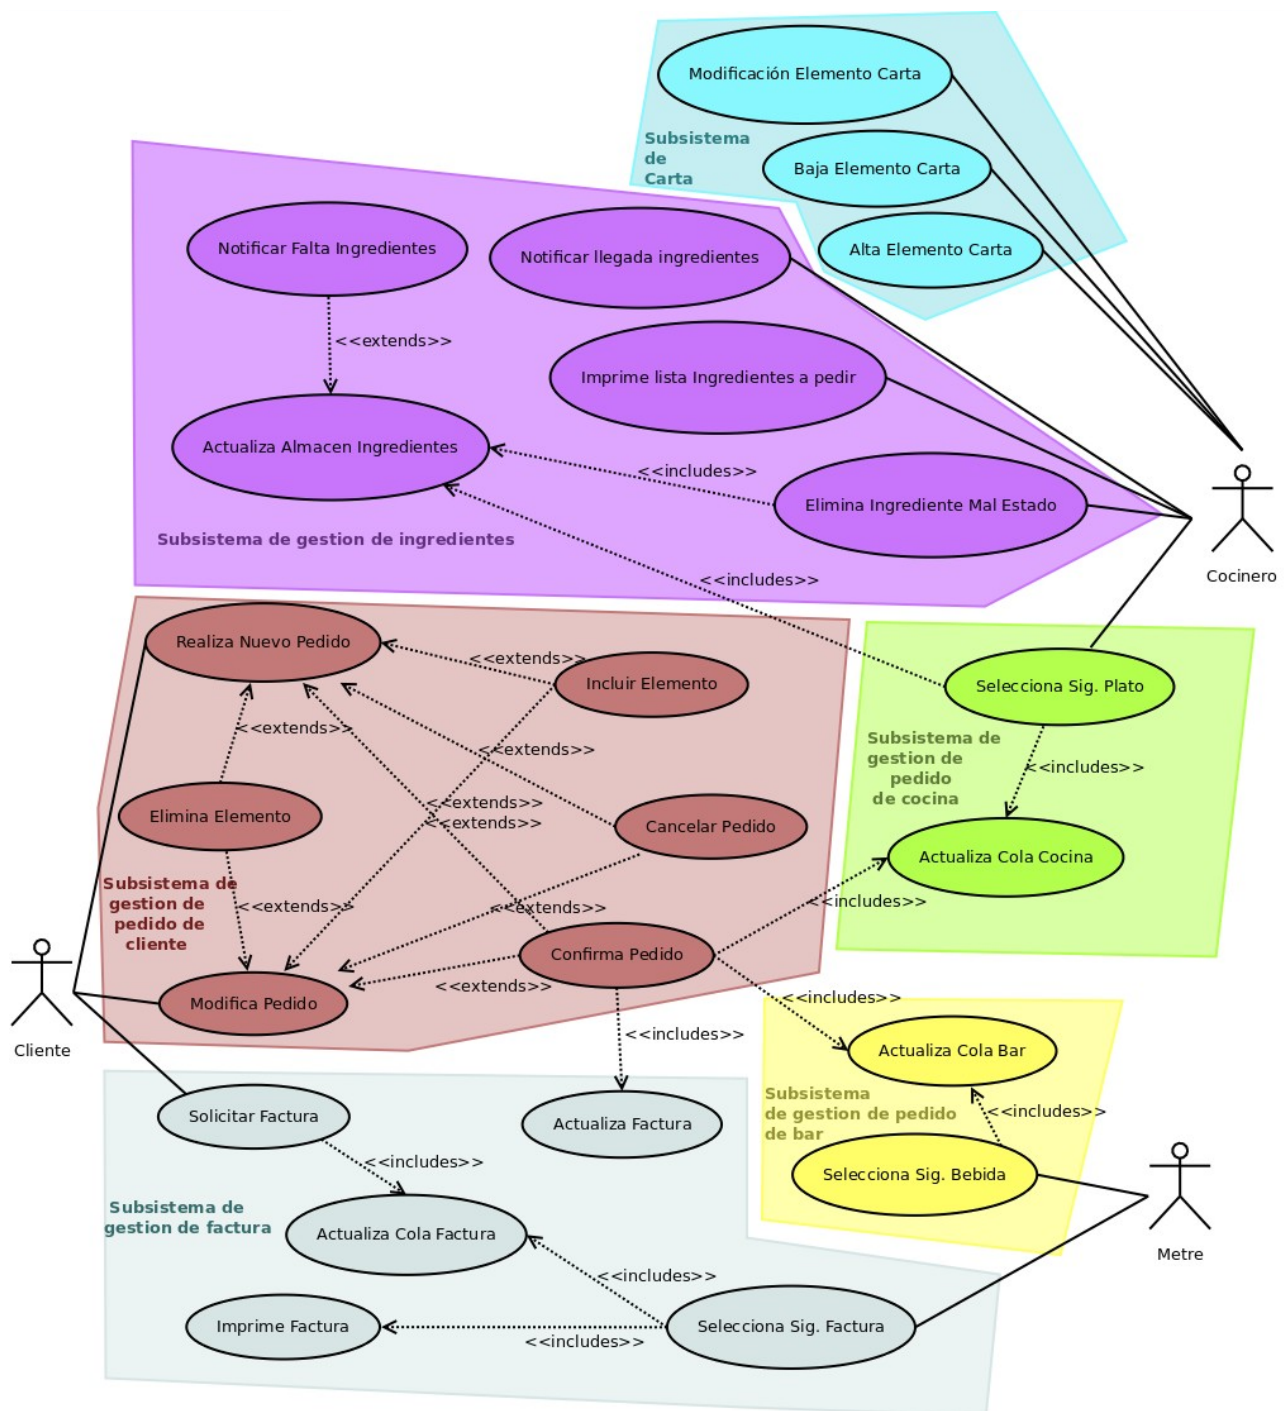 Modificación Elemento Carta
Subsistema
de
Carta
Baja Elemento Carta
Alta Elemento Carta
Notificar Falta Ingredientes
Notificar llegada ingredientes
<<extends>>
Imprime lista Ingredientes a pedir
Actualiza Almacen Ingredientes
<<includes>>
Elimina Ingrediente Mal Estado
Subsistema de gestion de ingredientes
<<includes>>
Cocinero
Realiza Nuevo Pedido
<<extends>>
Incluir Elemento
Selecciona Sig. Plato
<<extends>>
<<extends>>
Subsistema de
gestion de
pedido
de cocina
<<includes>>
<<extends>>
<<extends>>
Elimina Elemento
Cancelar Pedido
Actualiza Cola Cocina
Subsistema de
gestion de
pedido de
cliente
<<extends>>
<<extends>>
<<includes>>
Confirma Pedido
<<extends>>
Modifica Pedido
<<includes>>
Cliente
<<includes>>
Actualiza Cola Bar
Subsistema
de gestion de pedido
de bar
<<includes>>
Solicitar Factura
Actualiza Factura
<<includes>>
Selecciona Sig. Bebida
Subsistema de
gestion de factura
Actualiza Cola Factura
Metre
<<includes>>
Imprime Factura
<<includes>>
Selecciona Sig. Factura